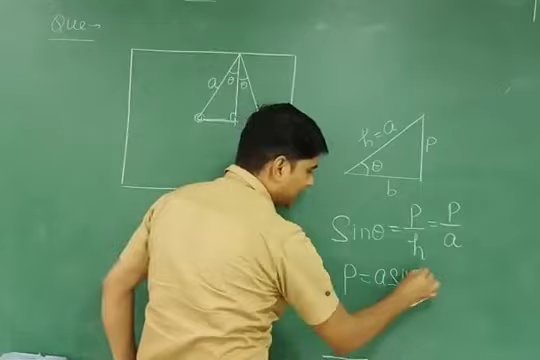 Que→
a θ θ
h=a
P
θ
b
Sinθ = P/h = P/a
P=asin